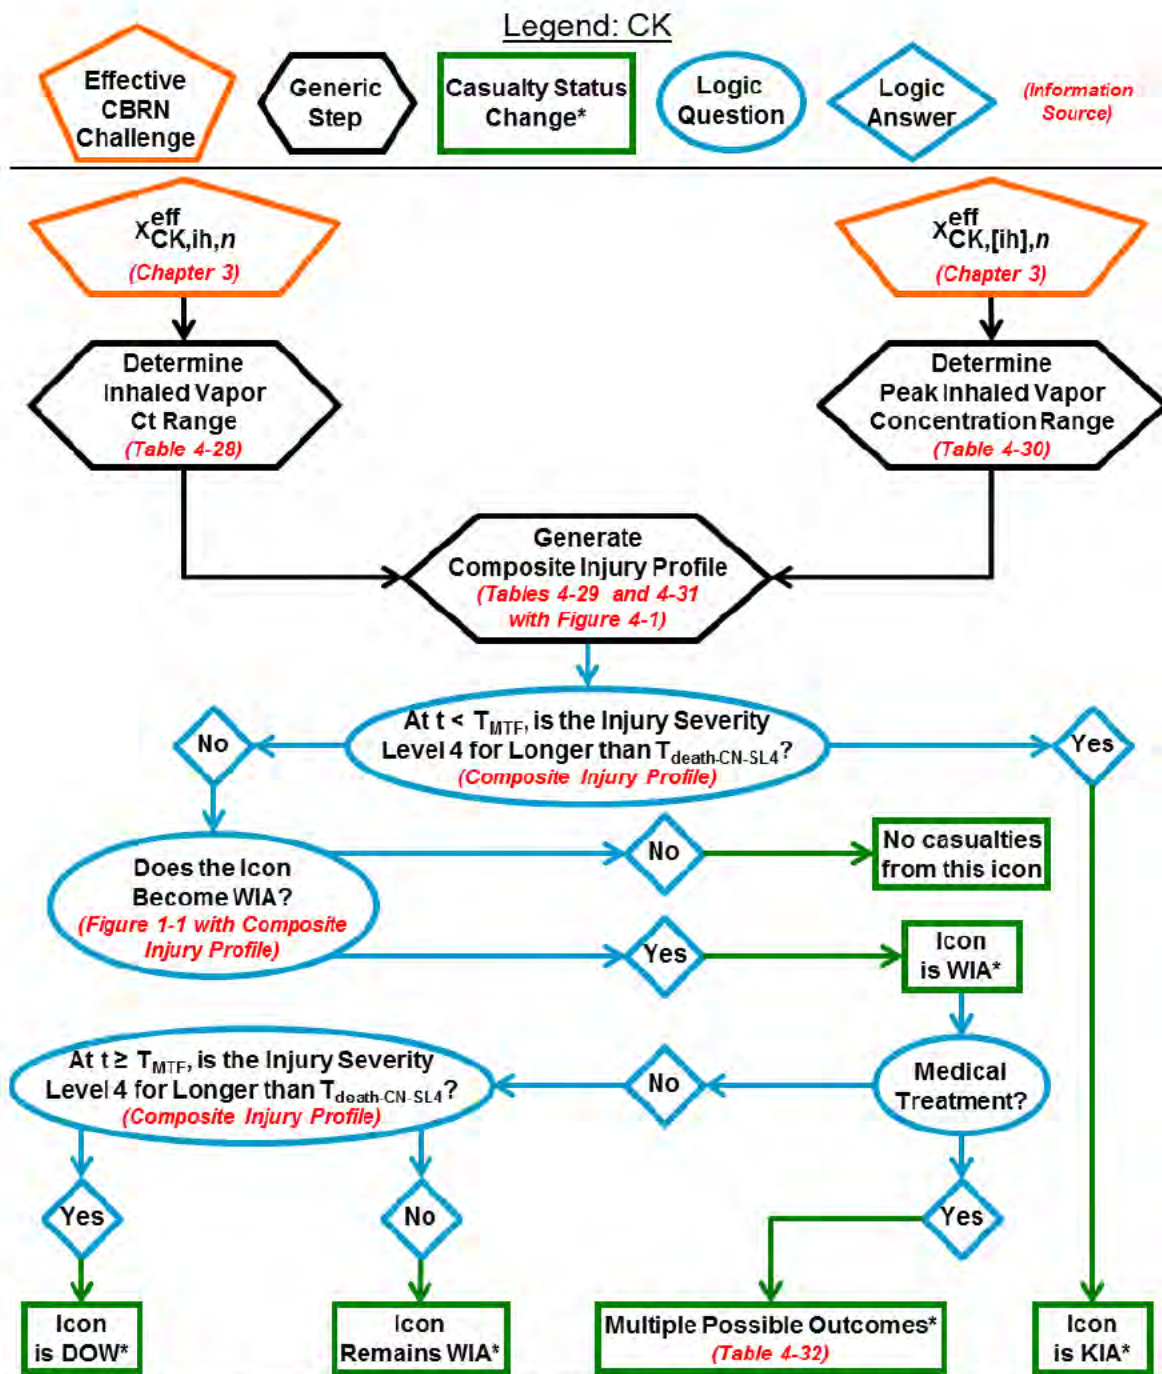 Legend: CK
Effective
CBRN
Challenge
Generic
Step
Casualty Status
Change*
Logic
Question
Logic
Answer
(Information
Source)
X^eff_CK,ih,n
(Chapter 3)
X^eff_CK,[ih],n
(Chapter 3)
Determine
Inhaled Vapor
Ct Range
(Table 4-28)
Determine
Peak Inhaled Vapor
Concentration Range
(Table 4-30)
Generate
Composite Injury Profile
(Tables 4-29 and 4-31
with Figure 4-1)
At t < T_MTF, is the Injury Severity
Level 4 for Longer than T_death-CN-SL4?
(Composite Injury Profile)
No
Yes
Does the Icon
Become WIA?
(Figure 1-1 with Composite
Injury Profile)
No
No casualties
from this icon
Yes
Icon
is WIA*
At t ≥ T_MTF, is the Injury Severity
Level 4 for Longer than T_death-CN-SL4?
(Composite Injury Profile)
No
Medical
Treatment?
Yes
No
Yes
Icon
is DOW*
Icon
Remains WIA*
Multiple Possible Outcomes*
(Table 4-32)
Icon
is KIA*